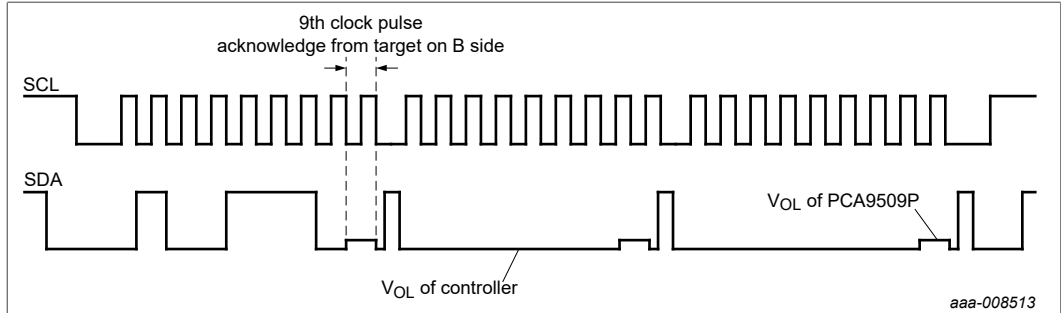 9th clock pulse
acknowledge from target on B side
SCL
SDA
VOL of PCA9509P
VOL of controller
aaa-008513